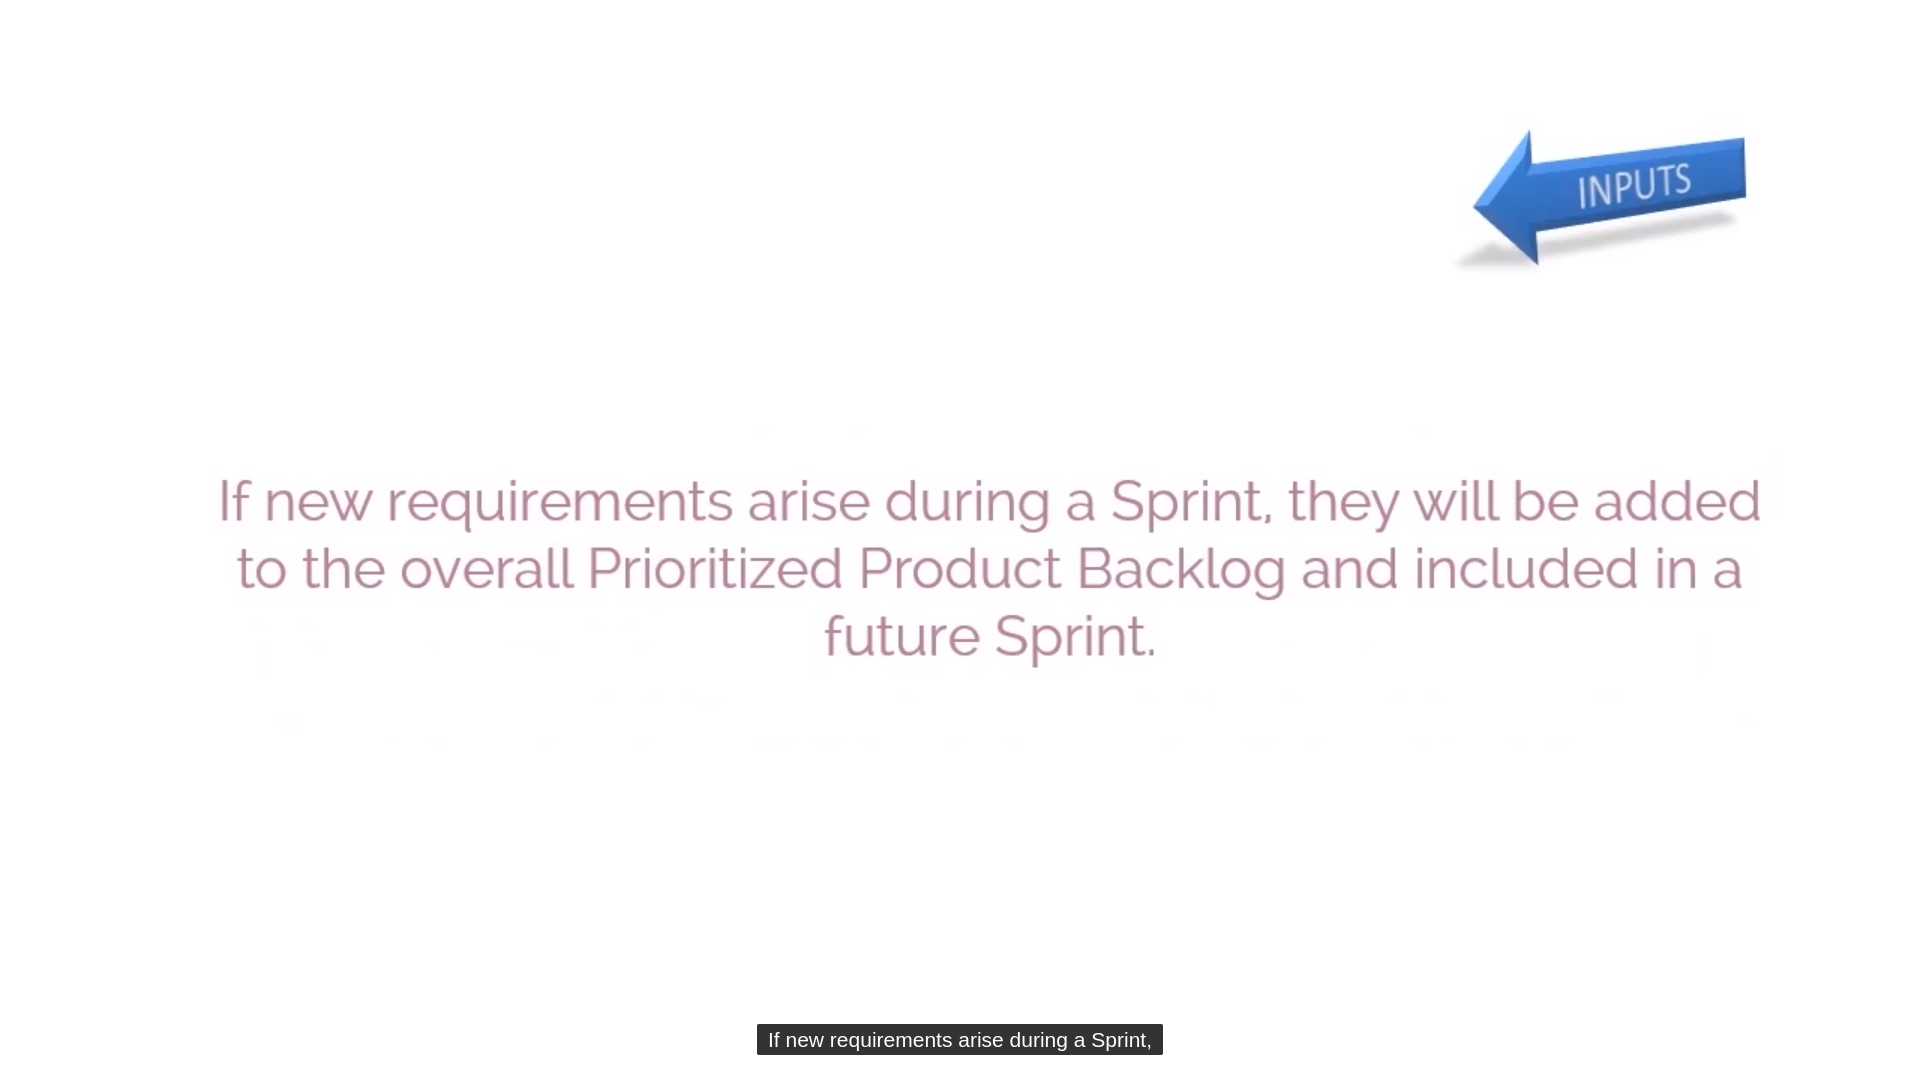 INPUTS
If new requirements arise during a Sprint, they will be added
to the overall Prioritized Product Backlog and included in a
future Sprint.
If new requirements arise during a Sprint,